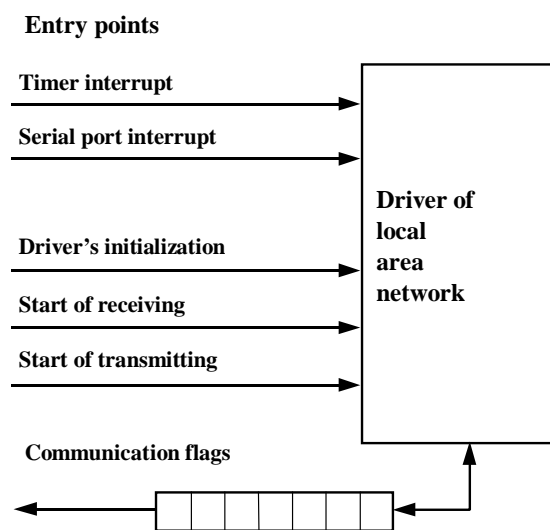 Entry points
Timer interrupt
Serial port interrupt
Driver of
local
area
network
Driver's initialization
Start of receiving
Start of transmitting
Communication flags